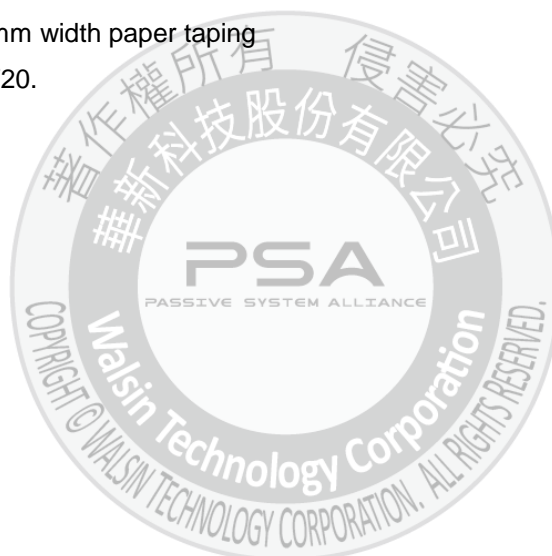 mm width paper taping
20.
著作權所有 侵害必究
華新科技股份有限公司
PSA
PASSIVE SYSTEM ALLIANCE
Walsin Technology Corporation
COPYRIGHT © WALSIN TECHNOLOGY CORPORATION. ALL RIGHTS RESERVED.